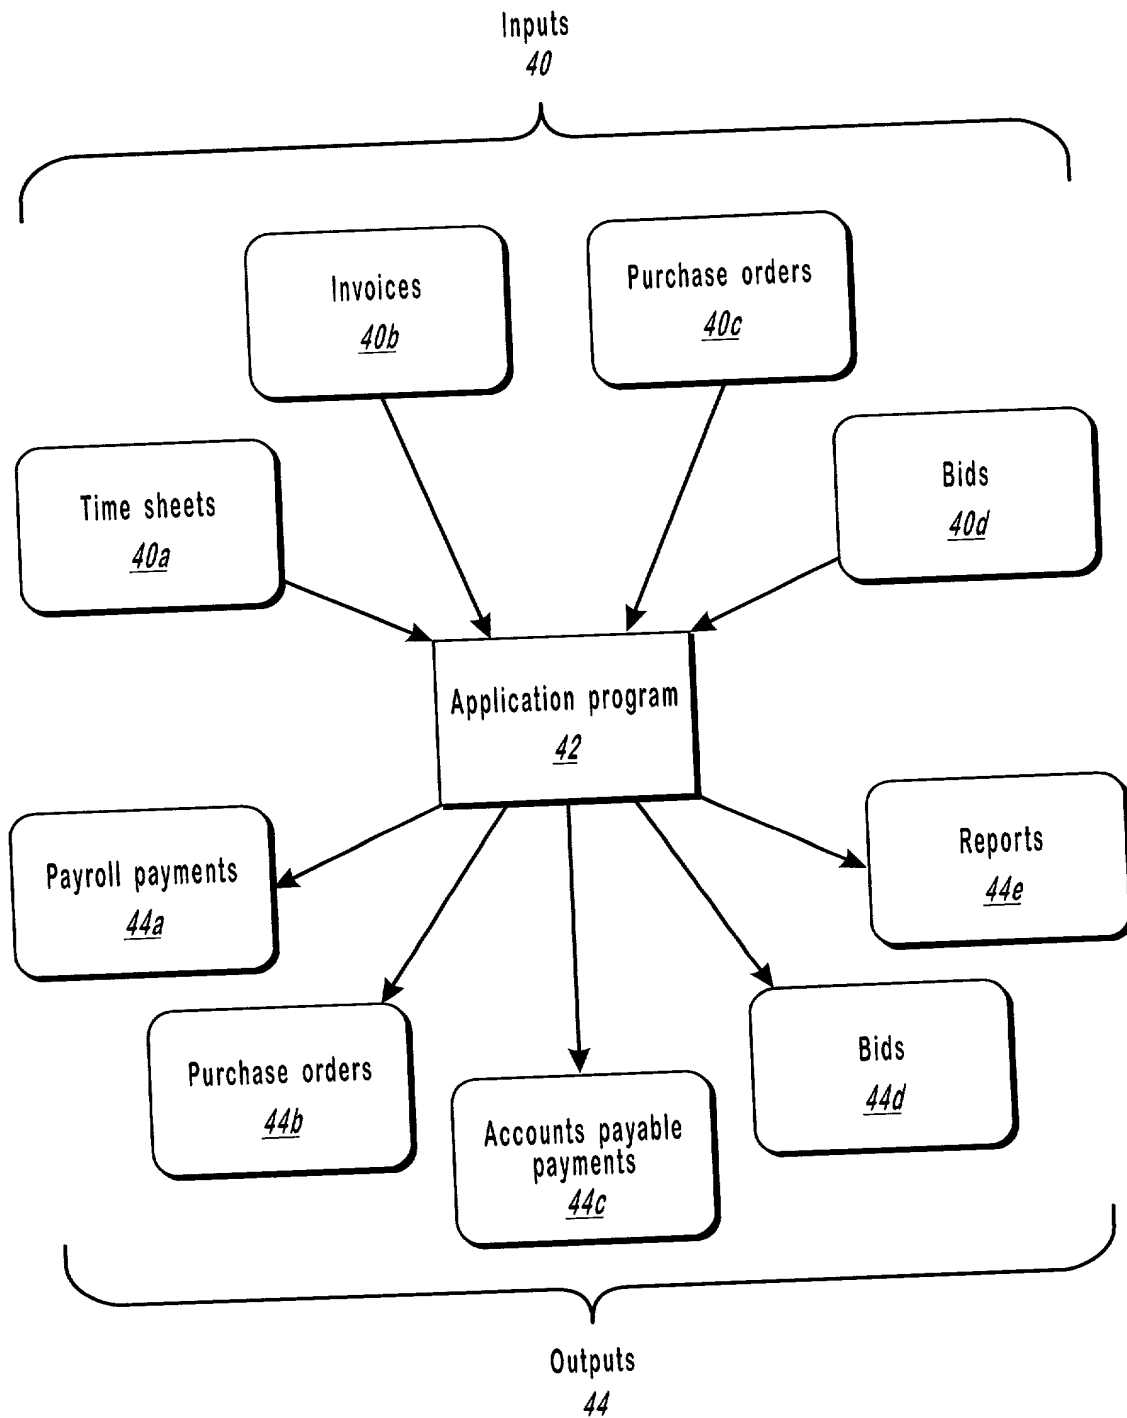 Inputs
40
Invoices
40b
Purchase orders
40c
Time sheets
40a
Bids
40d
Application program
42
Payroll payments
44a
Reports
44e
Purchase orders
44b
Accounts payable
payments
44c
Bids
44d
Outputs
44